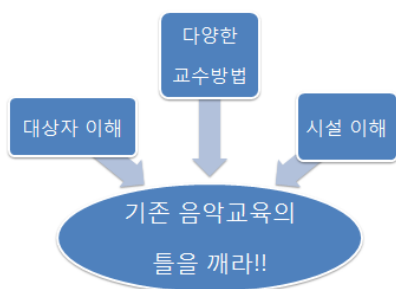 다양한
교수방법
대상자 이해
시설 이해
기존 음악교육의
틀을 깨라!!